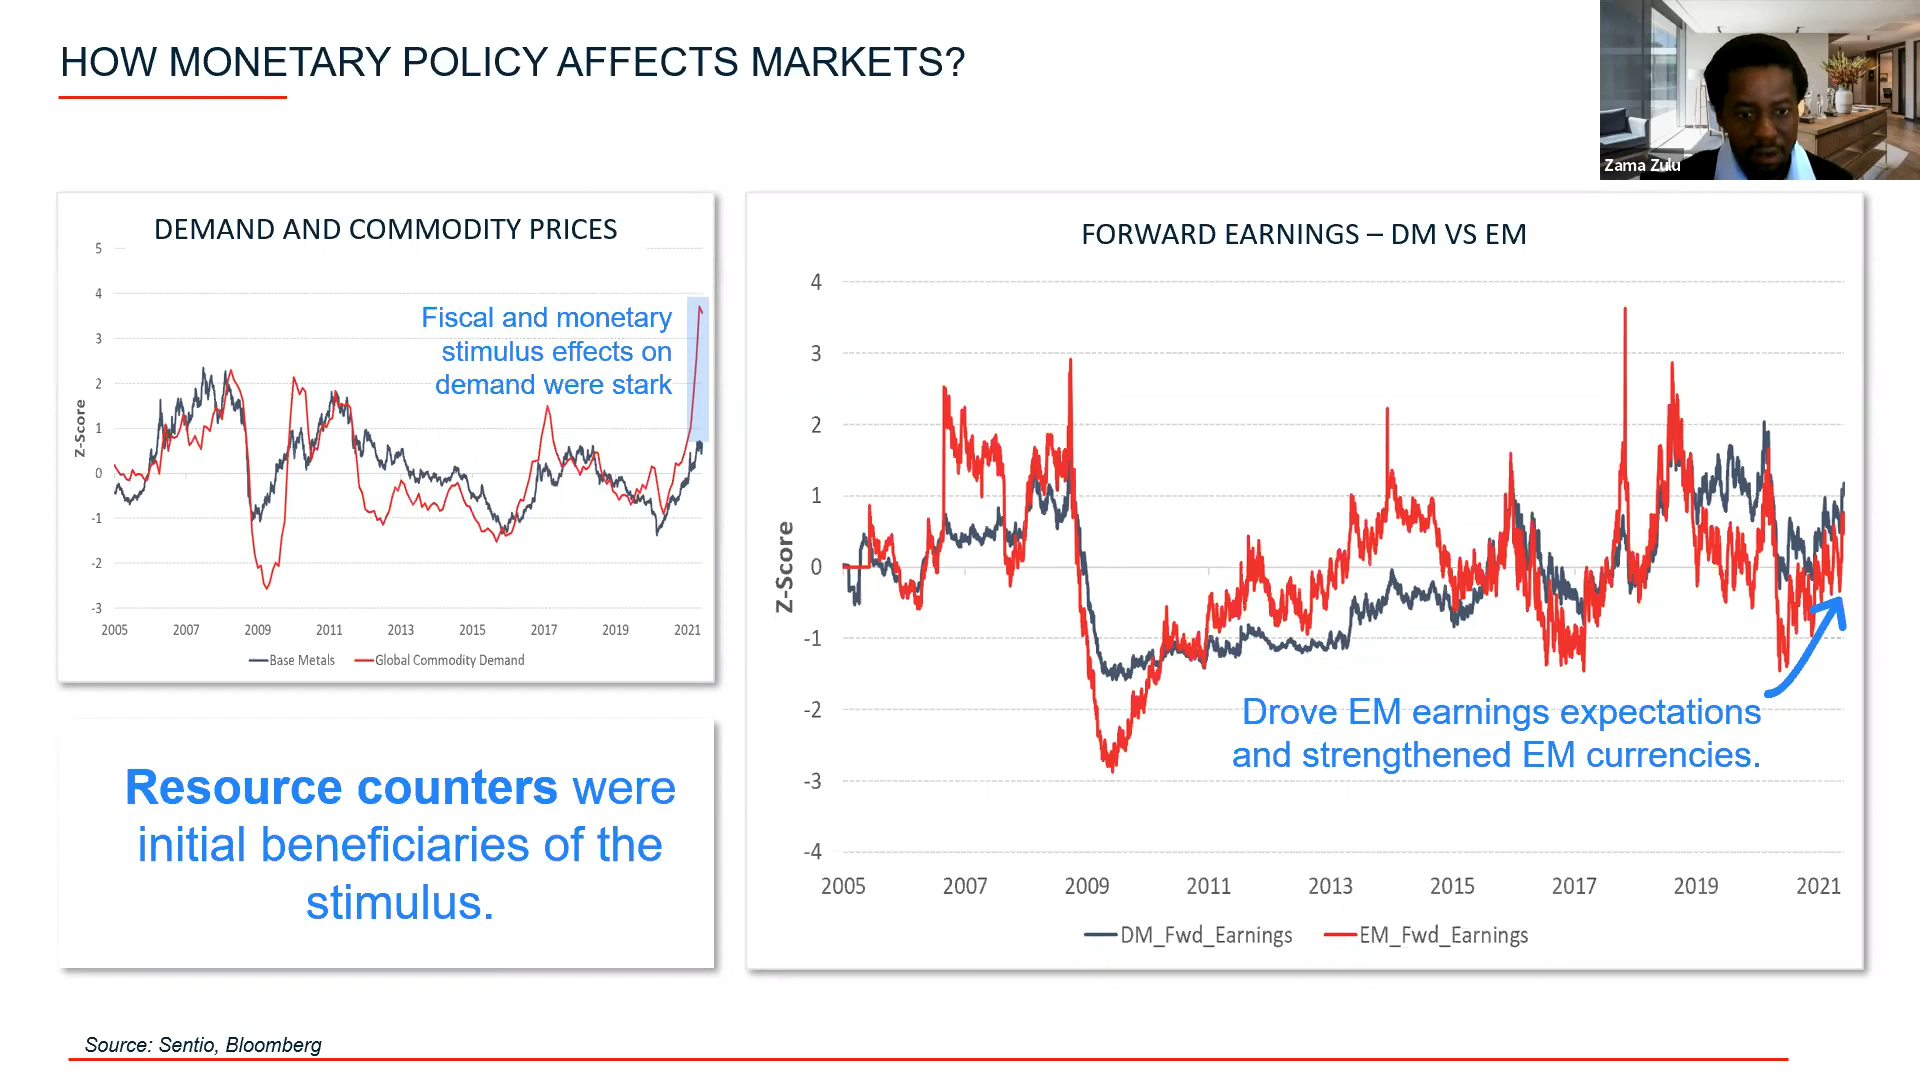 HOW MONETARY POLICY AFFECTS MARKETS?
Zama Zulu
DEMAND AND COMMODITY PRICES
5
4
3
2
1
0
-1
-2
-3
Z-Score
Fiscal and monetary
stimulus effects on
demand were stark
2005 2007 2009 2011 2013 2015 2017 2019 2021
Base Metals Global Commodity Demand
Resource counters were
initial beneficiaries of the
stimulus.
FORWARD EARNINGS – DM VS EM
4
3
2
1
0
-1
-2
-3
-4
Z-Score
Drove EM earnings expectations
and strengthened EM currencies.
2005 2007 2009 2011 2013 2015 2017 2019 2021
DM_Fwd_Earnings EM_Fwd_Earnings
Source: Sentio, Bloomberg